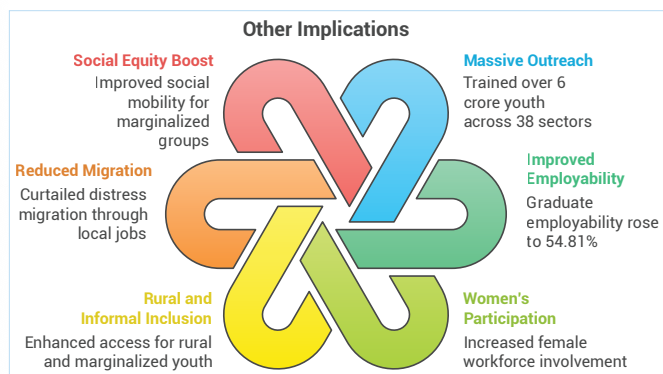 Other Implications
Social Equity Boost
Improved social
mobility for
marginalized
groups
Massive Outreach
Trained over 6
crore youth
across 38 sectors
Reduced Migration
Curtailed distress
migration through
local jobs
Improved
Employability
Graduate
employability rose
to 54.81%
Rural and
Informal Inclusion
Enhanced access for rural
and marginalized youth
Women's
Participation
Increased female
workforce involvement